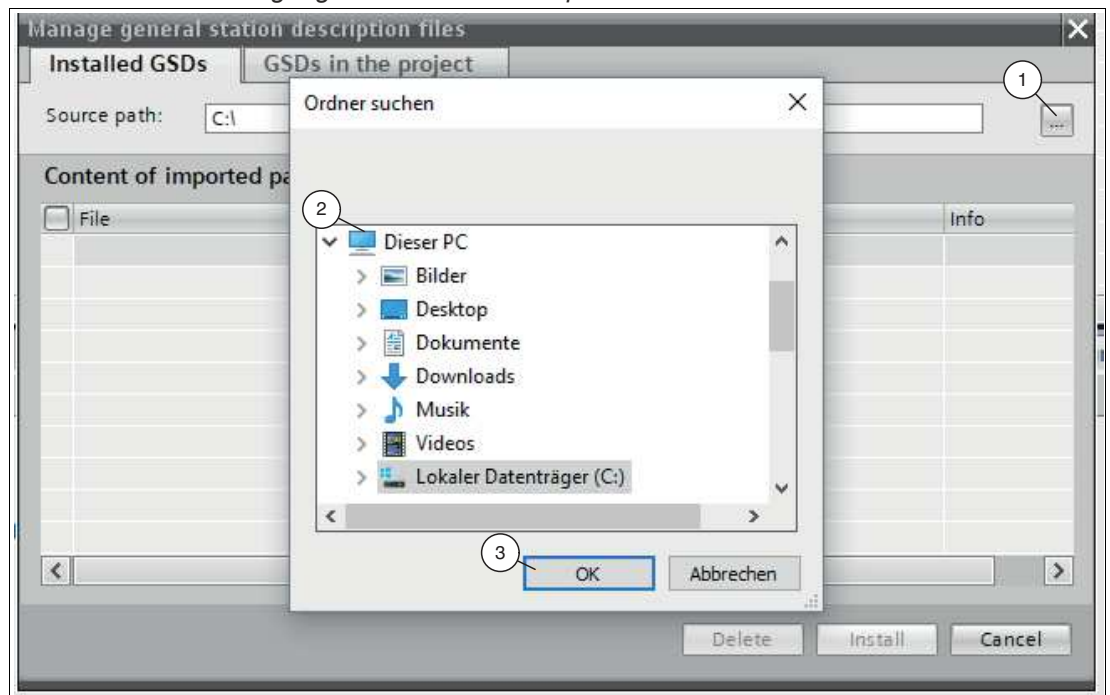 Manage general station description files
Installed GSDs
GSDs in the project
1
Source path:
C:\
...
Ordner suchen
Content of imported pa
File
Info
2
Dieser PC
Bilder
Desktop
Dokumente
Downloads
Musik
Videos
Lokaler Datenträger (C:)
3
OK
Abbrechen
Delete
Install
Cancel